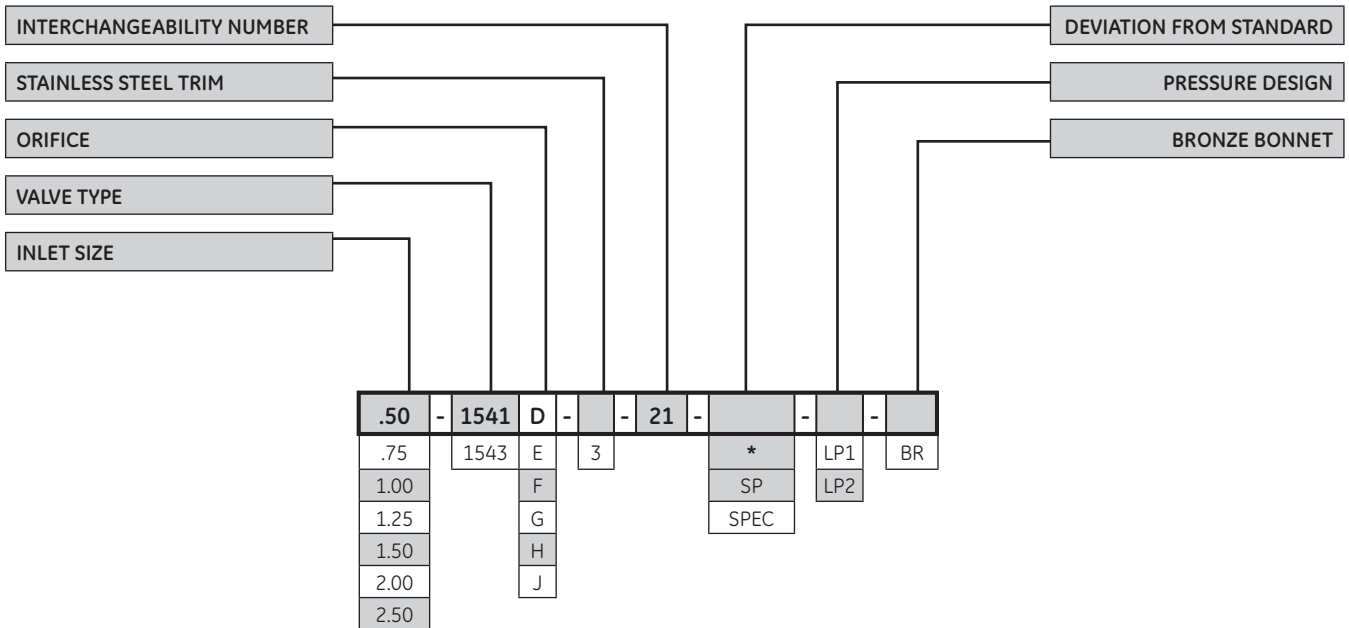 INTERCHANGEABILITY NUMBER
STAINLESS STEEL TRIM
ORIFICE
VALVE TYPE
INLET SIZE
DEVIATION FROM STANDARD
PRESSURE DESIGN
BRONZE BONNET
.50 - 1541 D - - 21 - - -
.75 1543 E 3 * LP1 BR
1.00 F SP LP2
1.25 G SPEC
1.50 H
2.00 J
2.50